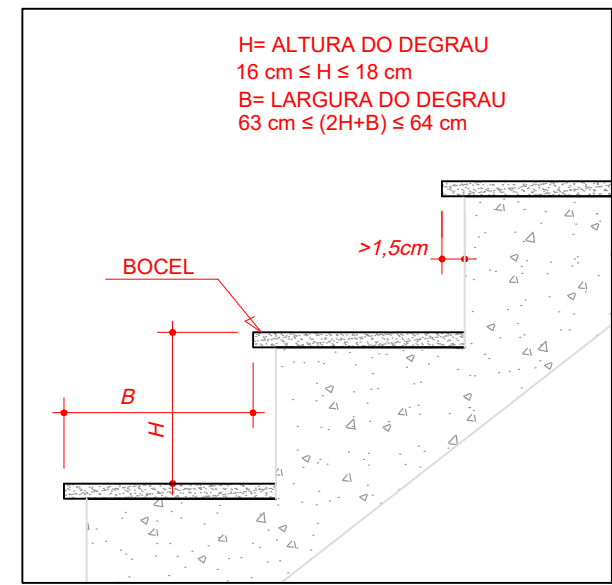 H= ALTURA DO DEGRAU
16 cm ≤ H ≤ 18 cm
B= LARGURA DO DEGRAU
63 cm ≤ (2H+B) ≤ 64 cm
>1,5cm
BOCEL
B
H